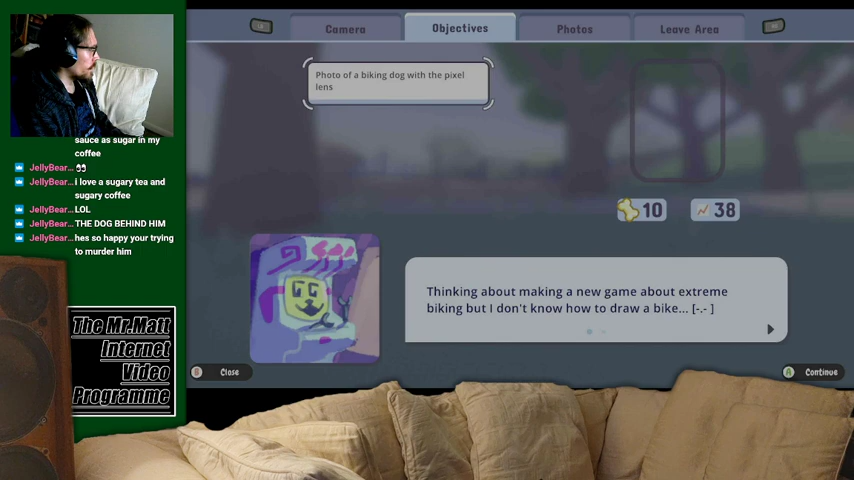 Camera
Objectives
Photos
Leave Area
Photo of a biking dog with the pixel
lens
sauce as sugar in my
coffee
JellyBear...
JellyBear... i love a sugary tea and
sugary coffee
JellyBear... LOL
JellyBear... THE DOG BEHIND HIM
JellyBear... hes so happy your trying
to murder him
10
38
Thinking about making a new game about extreme
biking but I don't know how to draw a bike... [-.- ]
The Mr.Matt
Internet
Video
Programme
B Close
A Continue